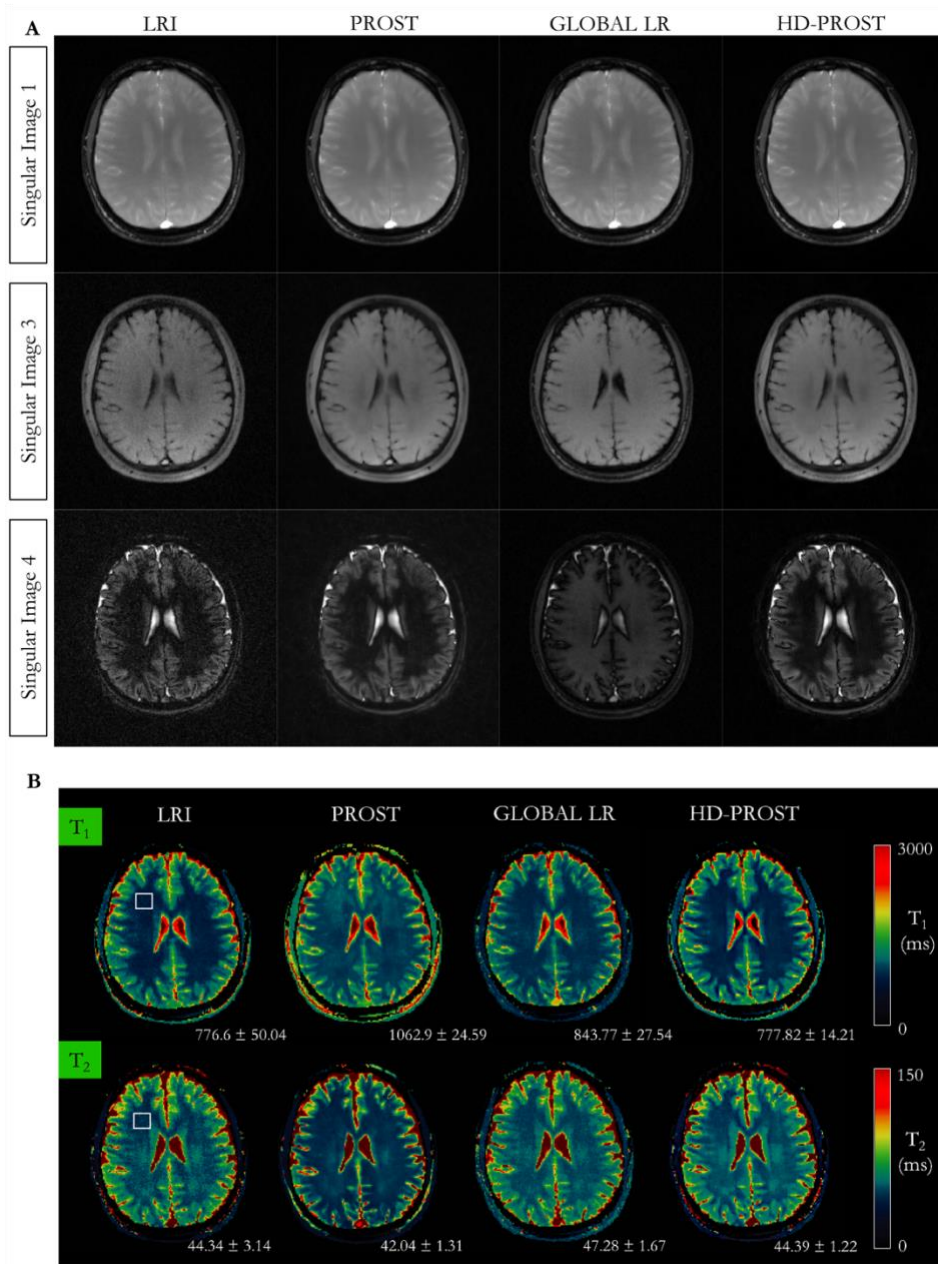 A
LRI PROST GLOBAL LR HD-PROST
Singular Image 1
Singular Image 3
Singular Image 4
B
T₁
LRI PROST GLOBAL LR HD-PROST
3000
T₁
(ms)
0
776.6 ± 50.04 1062.9 ± 24.59 843.77 ± 27.54 777.82 ± 14.21
T₂
150
T₂
(ms)
0
44.34 ± 3.14 42.04 ± 1.31 47.28 ± 1.67 44.39 ± 1.22